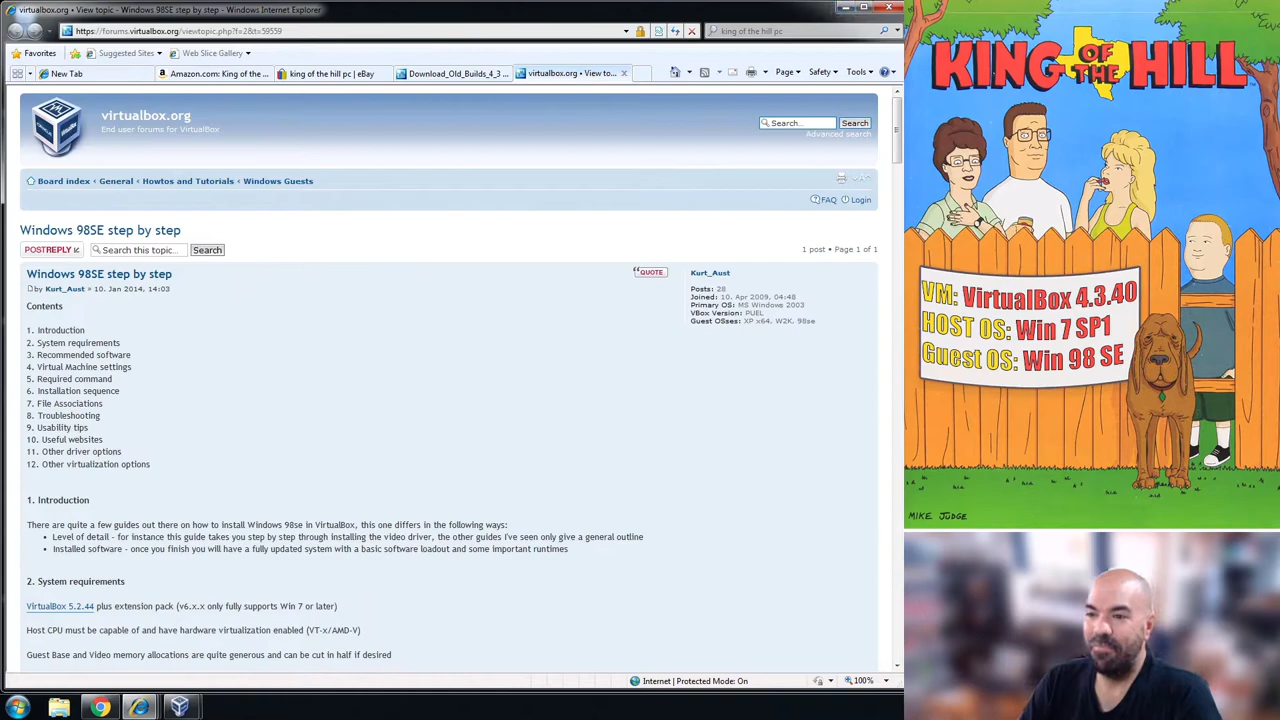 virtualbox.org • View topic - Windows 98SE step by step - Windows Internet Explorer
https://forums.virtualbox.org/viewtopic.php?f=28&t=59559
king of the hill pc
Favorites
Suggested Sites
Web Slice Gallery
New Tab
Amazon.com: King of the ...
king of the hill pc | eBay
Download_Old_Builds_4_3 ...
virtualbox.org • View to...
Page
Safety
Tools
virtualbox.org
End user forums for VirtualBox
Search...
Search
Advanced search
Board index ‹ General ‹ Howtos and Tutorials ‹ Windows Guests
FAQ
Login
Windows 98SE step by step
POSTREPLY
Search this topic...
Search
1 post • Page 1 of 1
Windows 98SE step by step
QUOTE
by Kurt_Aust » 10. Jan 2014, 14:03
Kurt_Aust
Posts: 28
Joined: 10. Apr 2009, 04:48
Primary OS: MS Windows 2003
VBox Version: PUEL
Guest OSses: XP x64, W2K, 98se
Contents
1. Introduction
2. System requirements
3. Recommended software
4. Virtual Machine settings
5. Required command
6. Installation sequence
7. File Associations
8. Troubleshooting
9. Usability tips
10. Useful websites
11. Other driver options
12. Other virtualization options
1. Introduction
There are quite a few guides out there on how to install Windows 98se in VirtualBox, this one differs in the following ways:
• Level of detail - for instance this guide takes you step by step through installing the video driver, the other guides I've seen only give a general outline
• Installed software - once you finish you will have a fully updated system with a basic software loadout and some important runtimes
2. System requirements
VirtualBox 5.2.44 plus extension pack (v6.x.x only fully supports Win 7 or later)
Host CPU must be capable of and have hardware virtualization enabled (VT-x/AMD-V)
Guest Base and Video memory allocations are quite generous and can be cut in half if desired
Internet | Protected Mode: On
100%
KING OF THE HILL
VM: VirtualBox 4.3.40
HOST OS: Win 7 SP1
Guest OS: Win 98 SE
MIKE JUDGE